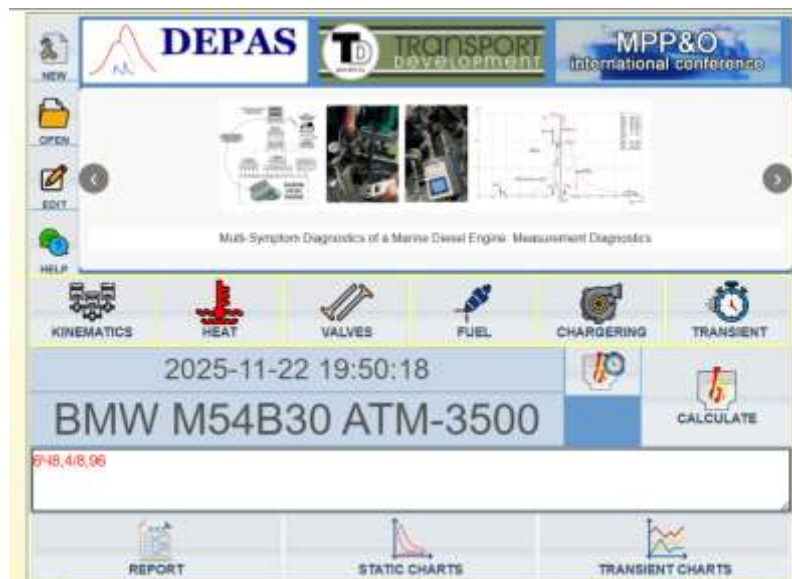 DEPAS
TD
TRANSPORT
DEVELOPMENT
MPP&O
international conference
NEW
OPEN
EDIT
HELP
Multi-Symptom Diagnostics of a Marine Diesel Engine: Measurement Diagnostics
KINEMATICS
HEAT
VALVES
FUEL
CHARGERING
TRANSIENT
2025-11-22 19:50:18
BMW M54B30 ATM-3500
CALCULATE
6ЧН8,4/8,96
REPORT
STATIC CHARTS
TRANSIENT CHARTS